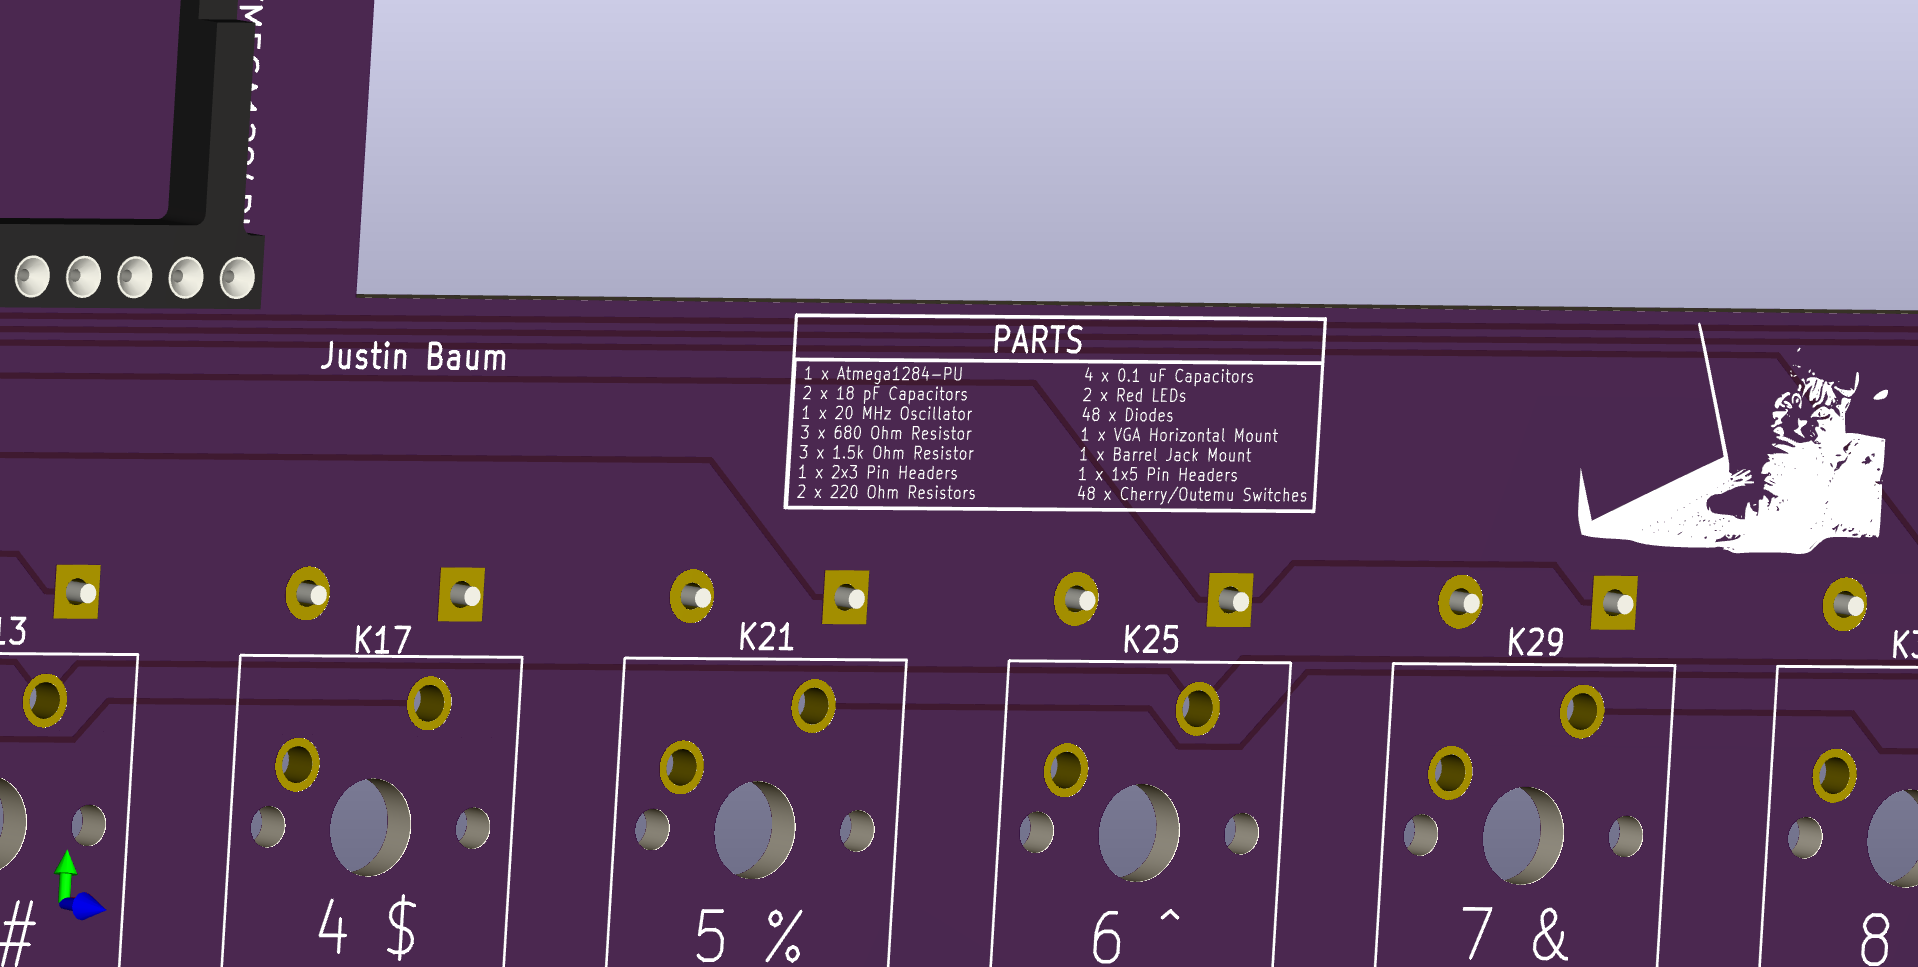 Justin Baum
PARTS
1 x Atmega1284-PU
2 x 18 pF Capacitors
1 x 20 MHz Oscillator
3 x 680 Ohm Resistor
3 x 1.5k Ohm Resistor
1 x 2x3 Pin Headers
2 x 220 Ohm Resistors
4 x 0.1 uF Capacitors
2 x Red LEDs
48 x Diodes
1 x VGA Horizontal Mount
1 x Barrel Jack Mount
1 x 1x5 Pin Headers
48 x Cherry/Outemu Switches
13
K17
K21
K25
K29
#
4 $
5 %
6 ^
7 &
8